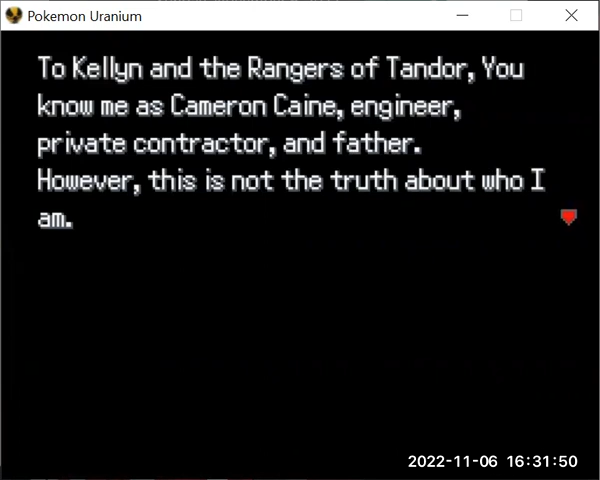 Pokemon Uranium
To Kellyn and the Rangers of Tandor, You
know me as Cameron Caine, engineer,
private contractor, and father.
However, this is not the truth about who I
am.
2022-11-06 16:31:50